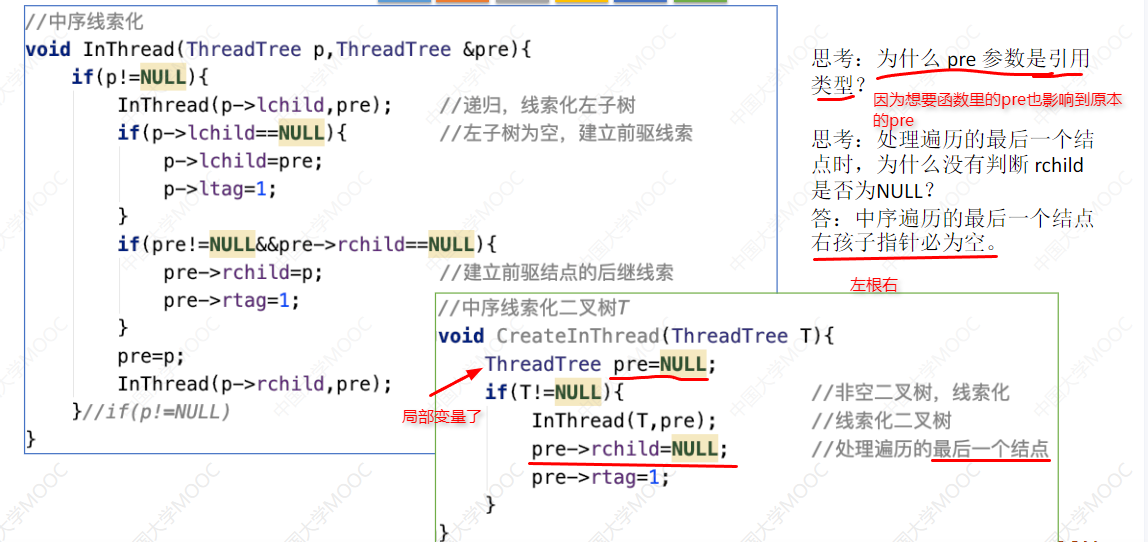 //中序线索化
void InThread(ThreadTree p,ThreadTree &pre){
if(p!=NULL){
InThread(p->lchild,pre); //递归，线索化左子树
if(p->lchild==NULL){ //左子树为空，建立前驱线索
p->lchild=pre;
p->ltag=1;
}
if(pre!=NULL&&pre->rchild==NULL){
pre->rchild=p; //建立前驱结点的后继线索
pre->rtag=1;
}
pre=p;
InThread(p->rchild,pre);
}//if(p!=NULL)
}
思考：为什么 pre 参数是引用
类型？
因为想要函数里的pre也影响到原本
的pre
思考：处理遍历的最后一个结
点时，为什么没有判断 rchild
是否为NULL？
答：中序遍历的最后一个结点
右孩子指针必为空。
左根右
//中序线索化二叉树T
void CreateInThread(ThreadTree T){
ThreadTree pre=NULL;
if(T!=NULL){ //非空二叉树，线索化
InThread(T,pre); //线索化二叉树
pre->rchild=NULL; //处理遍历的最后一个结点
pre->rtag=1;
}
}
局部变量了
中国大学MOOC